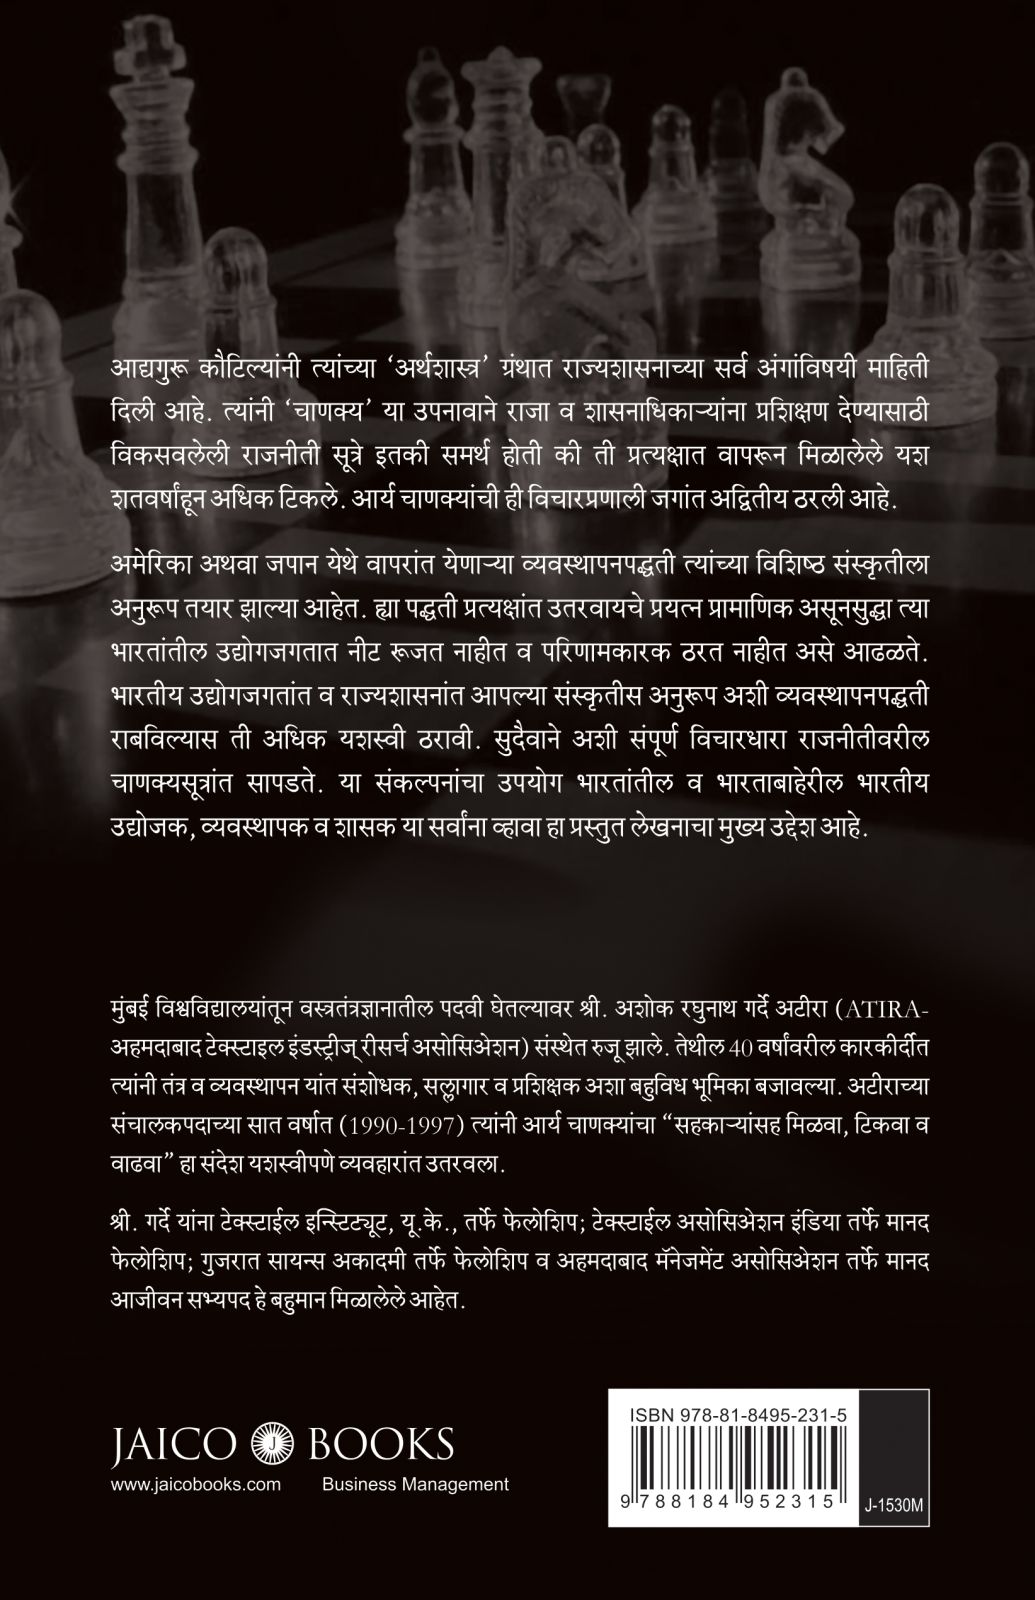 आद्यगुरू कौटिल्यांनी त्यांच्या ‘अर्थशास्त्र’ ग्रंथात राज्यशासनाच्या सर्व अंगांविषयी माहिती
दिली आहे. त्यांनी ‘चाणक्य’ या उपनावाने राजा व शासनाधिकाऱ्यांना प्रशिक्षण देण्यासाठी
विकसवलेली राजनीती सूत्रे इतकी समर्थ होती की ती प्रत्यक्षात वापरून मिळालेले यश
शतवर्षांहून अधिक टिकले. आर्य चाणक्यांची ही विचारप्रणाली जगांत अद्वितीय ठरली आहे.
अमेरिका अथवा जपान येथे वापरांत येणाऱ्या व्यवस्थापनपद्धती त्यांच्या विशिष्ठ संस्कृतीला
अनुरूप तयार झाल्या आहेत. ह्या पद्धती प्रत्यक्षांत उतरवायचे प्रयत्न प्रामाणिक असूनसुद्धा त्या
भारतांतील उद्योगजगतात नीट रूजत नाहीत व परिणामकारक ठरत नाहीत असे आढळते.
भारतीय उद्योगजगतांत व राज्यशासनांत आपल्या संस्कृतीस अनुरूप अशी व्यवस्थापनपद्धती
राबविल्यास ती अधिक यशस्वी ठरावी. सुदैवाने अशी संपूर्ण विचारधारा राजनीतीवरील
चाणक्यसूत्रांत सापडते. या संकल्पनांचा उपयोग भारतांतील व भारताबाहेरील भारतीय
उद्योजक, व्यवस्थापक व शासक या सर्वांना व्हावा हा प्रस्तुत लेखनाचा मुख्य उद्देश आहे.
मुंबई विश्वविद्यालयांतून वस्त्रतंत्रज्ञानातील पदवी घेतल्यावर श्री. अशोक रघुनाथ गर्दे अटीरा (ATIRA-
अहमदाबाद टेक्स्टाइल इंडस्ट्रीज् रीसर्च असोसिअेशन) संस्थेत रुजू झाले. तेथील 40 वर्षांवरील कारकीर्दीत
त्यांनी तंत्र व व्यवस्थापन यांत संशोधक, सल्लागार व प्रशिक्षक अशा बहुविध भूमिका बजावल्या. अटीराच्या
संचालकपदाच्या सात वर्षात (1990-1997) त्यांनी आर्य चाणक्यांचा “सहकाऱ्यांसह मिळवा, टिकवा व
वाढवा” हा संदेश यशस्वीपणे व्यवहारांत उतरवला.
श्री. गर्दे यांना टेक्स्टाईल इन्स्टिट्यूट, यू.के., तर्फे फेलोशिप; टेक्स्टाईल असोसिअेशन इंडिया तर्फे मानद
फेलोशिप; गुजरात सायन्स अकादमी तर्फे फेलोशिप व अहमदाबाद मॅनेजमेंट असोसिअेशन तर्फे मानद
आजीवन सभ्यपद हे बहुमान मिळालेले आहेत.
JAICO J BOOKS
www.jaicobooks.com Business Management
ISBN 978-81-8495-231-5
9 788184 952315
J-1530M